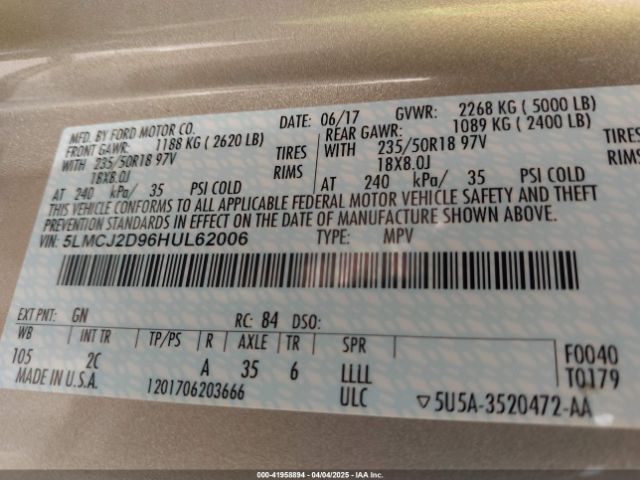 MFD. BY FORD MOTOR CO. DATE: 06/17 GVWR: 2268 KG ( 5000 LB)
FRONT GAWR: 1188 KG ( 2620 LB) REAR GAWR: 1089 KG ( 2400 LB)
WITH 235/50R18 97V TIRES WITH 235/50R18 97V TIRES
18X8.0J RIMS 18X8.0J RIMS
AT 240 kPa/ 35 PSI COLD AT 240 kPa/ 35 PSI COLD
THIS VEHICLE CONFORMS TO ALL APPLICABLE FEDERAL MOTOR VEHICLE SAFETY AND THEFT
PREVENTION STANDARDS IN EFFECT ON THE DATE OF MANUFACTURE SHOWN ABOVE.
VIN: 5LMCJ2D96HUL62006 TYPE: MPV
EXT PNT: GN RC: 84 DSO:
WB INT TR TP/PS R AXLE TR SPR F0040
105 2C A 35 6 LLLL T0179
MADE IN U.S.A. 1201706203666 ULC ▽5U5A-3520472-AA
000-41958894 - 04/04/2025 - IAA Inc.